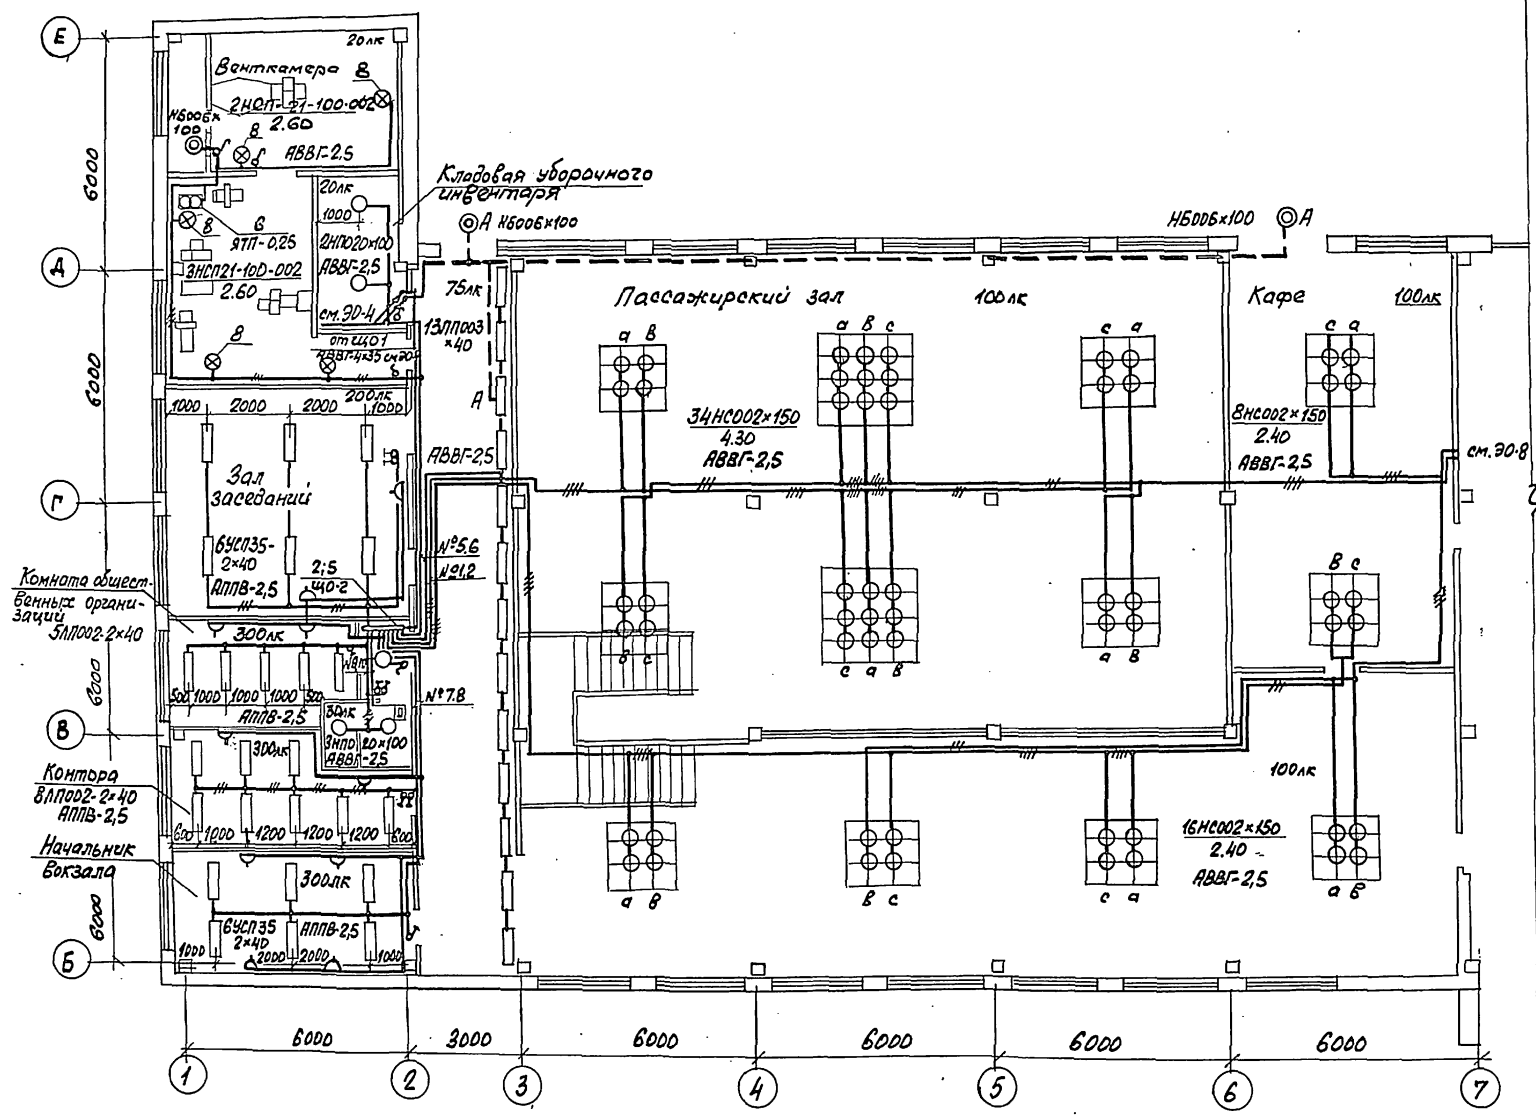 Е
20лк
Венткамера
8
2НСП-21-100-002
2.60
НБ006×
100
8
АВВГ-2,5
6000
Кладовая уборочного
инвентаря
20лк
1000
2НПО20×100
АВВГ-2,5
8
6
ЯТП-0,25
3НСП21-100-002
2.60
А НБ006×100
НБ006×100
А
Д
75лк
Пассажирский зал
100лк
Кафе
100лк
см.ЭО-4
13ЛП003
×40
от ЩО1
8
6000
А
а в
а в с
с а
с а
200лк
1000
2000
2000
1000
34НС002×150
4.30
АВВГ-2,5
8НС002×150
2.40
АВВГ-2,5
см.ЭО-8
АВВГ-2,5
Зал
заседаний
Г
6УСП35-
2×40
АППВ-2,5
2;5
ЩО-2
№5.6
№1,2
Комната общест-
венных органи-
заций
5ЛП002-2×40
300лк
в с
500
1000
1000
1000
500
АППВ-2,5
6000
б с
с а в
а в
№7.8
30лк
3НПО20×100
АВВГ-2,5
В
300лк
Контора
8ЛП002-2×40
АППВ-2,5
600
1000
1200
1200
1200
600
100лк
16НС002×150
2.40
АВВГ-2,5
Начальник
вокзала
300лк
а в
в с
с а
а в
6УСП35
2×40
АППВ-2,5
6000
1000
2000
2000
1000
Б
6000
3000
6000
6000
6000
6000
1
2
3
4
5
6
7